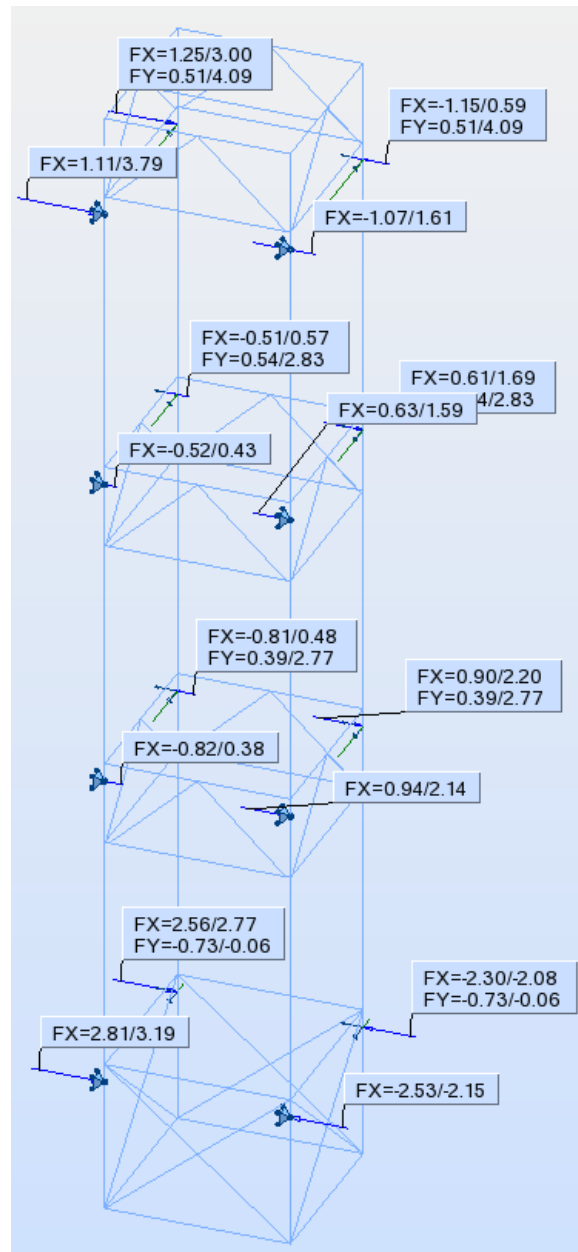 FX=1.25/3.00
FY=0.51/4.09
FX=-1.15/0.59
FY=0.51/4.09
FX=1.11/3.79
FX=-1.07/1.61
FX=-0.51/0.57
FY=0.54/2.83
FX=0.61/1.69
4/2.83
FX=0.63/1.59
FX=-0.52/0.43
FX=-0.81/0.48
FY=0.39/2.77
FX=0.90/2.20
FY=0.39/2.77
FX=-0.82/0.38
FX=0.94/2.14
FX=2.56/2.77
FY=-0.73/-0.06
FX=-2.30/-2.08
FY=-0.73/-0.06
FX=2.81/3.19
FX=-2.53/-2.15